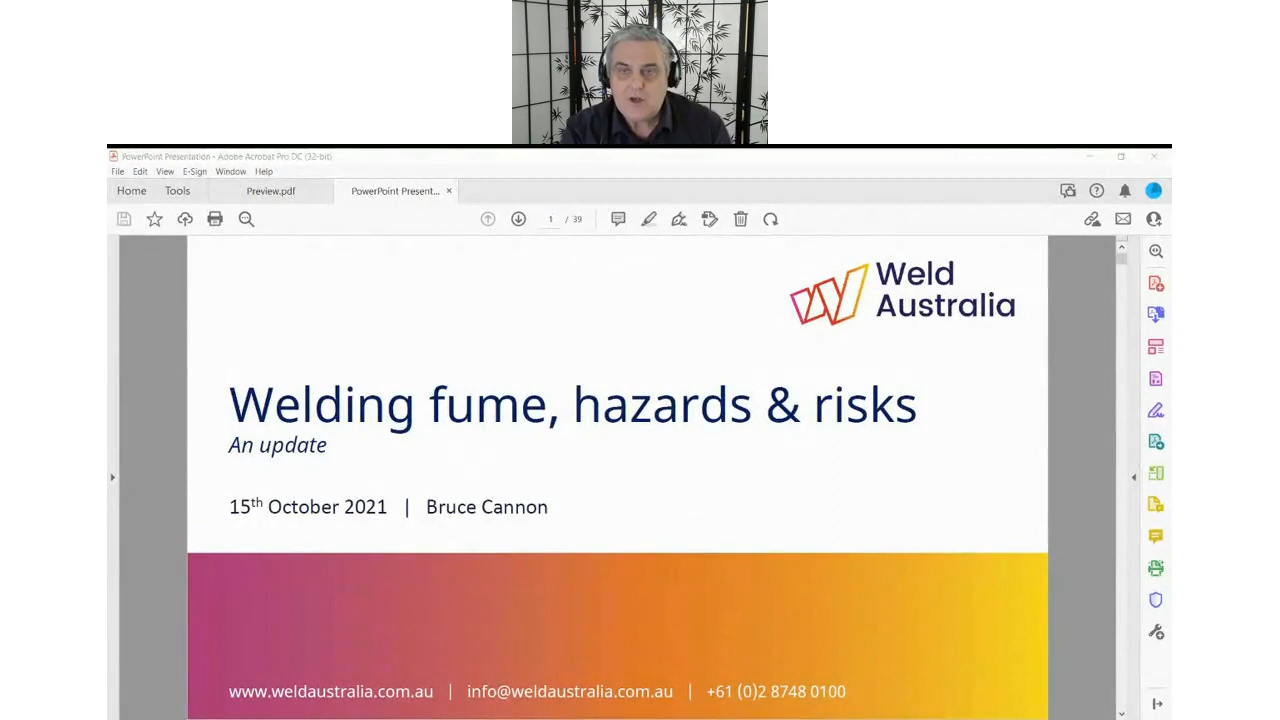 PowerPoint Presentation - Adobe Acrobat Pro DC (32-bit)
File Edit View E-Sign Window Help
Home Tools Preview.pdf PowerPoint Present... ×
1 / 39
Weld
Australia
Welding fume, hazards & risks
An update
15th October 2021 | Bruce Cannon
www.weldaustralia.com.au | info@weldaustralia.com.au | +61 (0)2 8748 0100